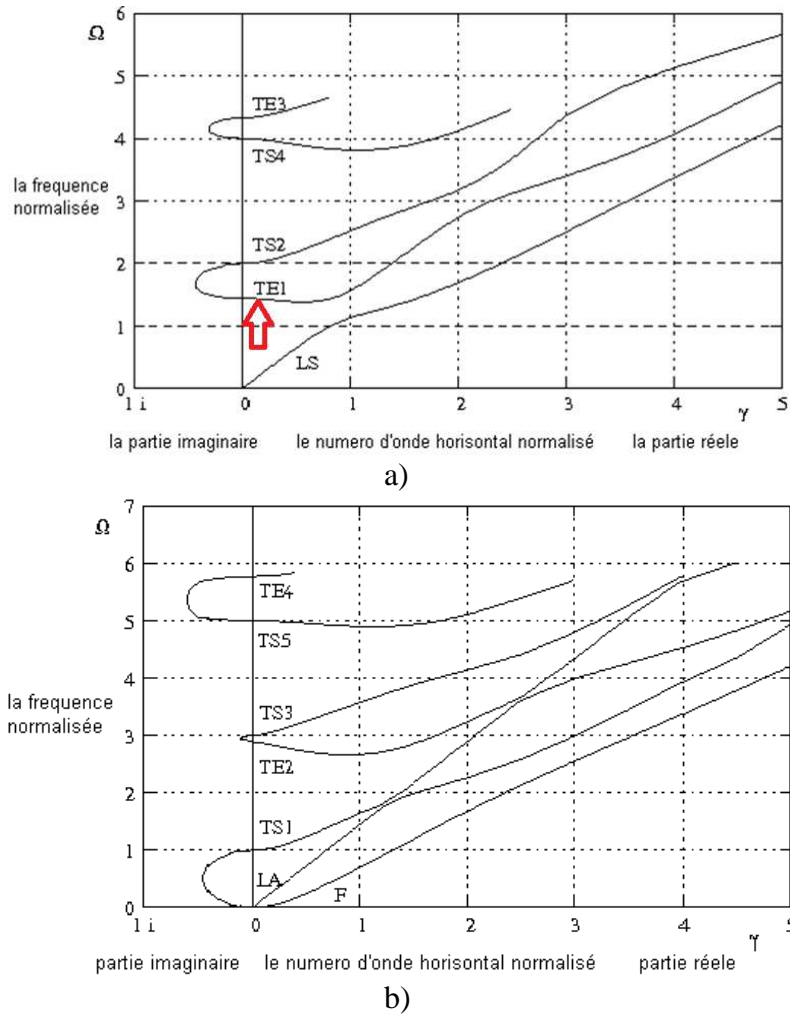 6
Ω
5
TE3
4
TS4
la frequence
normalisée
3
TS2
2
TE1
1
LS
0
1 i 0 1 2 3 4 5
γ
la partie imaginaire le numero d'onde horisontal normalisé la partie réele
a)
7
Ω
6
TE4
5
TS5
4
la frequence
normalisée
TS3
3
TE2
2
TS1
1
LA
F
0
1 i 0 1 2 3 4 5
γ
partie imaginaire le numero d'onde horisontal normalisé partie réele
b)